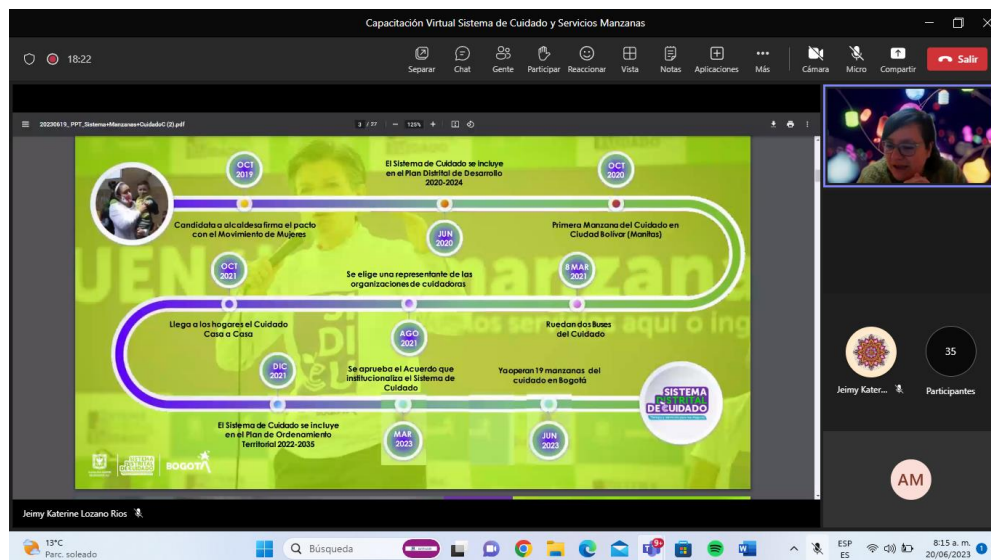 Capacitación Virtual Sistema de Cuidado y Servicios Manzanas
18:22
Separar
Chat
Gente
Participar
Reaccionar
Vista
Notas
Aplicaciones
Más
Cámara
Micro
Compartir
Salir
20230619_ PPT_Sistema+Manzanas+CuidadoC (2).pdf
3 / 27
125%
OCT
2019
El Sistema de Cuidado se incluye
en el Plan Distrital de Desarrollo
2020-2024
OCT
2020
Candidata a alcaldesa firma el pacto
con el Movimiento de Mujeres
JUN
2020
Primera Manzana del Cuidado en
Ciudad Bolívar (Manitas)
OCT
2021
Se elige una representante de las
organizaciones de cuidadoras
8 MAR
2021
Llega a los hogares el Cuidado
Casa a Casa
AGO
2021
Ruedan dos Buses
del Cuidado
DIC
2021
Se aprueba el Acuerdo que
institucionaliza el Sistema de
Cuidado
Ya operan 19 manzanas del
cuidado en Bogotá
SISTEMA
DISTRITAL
DE CUIDADO
El Sistema de Cuidado se incluye
en el Plan de Ordenamiento
Territorial 2022-2035
MAR
2023
JUN
2023
BOGOTÁ
Jeimy Kater...
35
Participantes
AM
Jeimy Katerine Lozano Rios
13°C
Parc. soleado
Búsqueda
ESP
ES
8:15 a. m.
20/06/2023